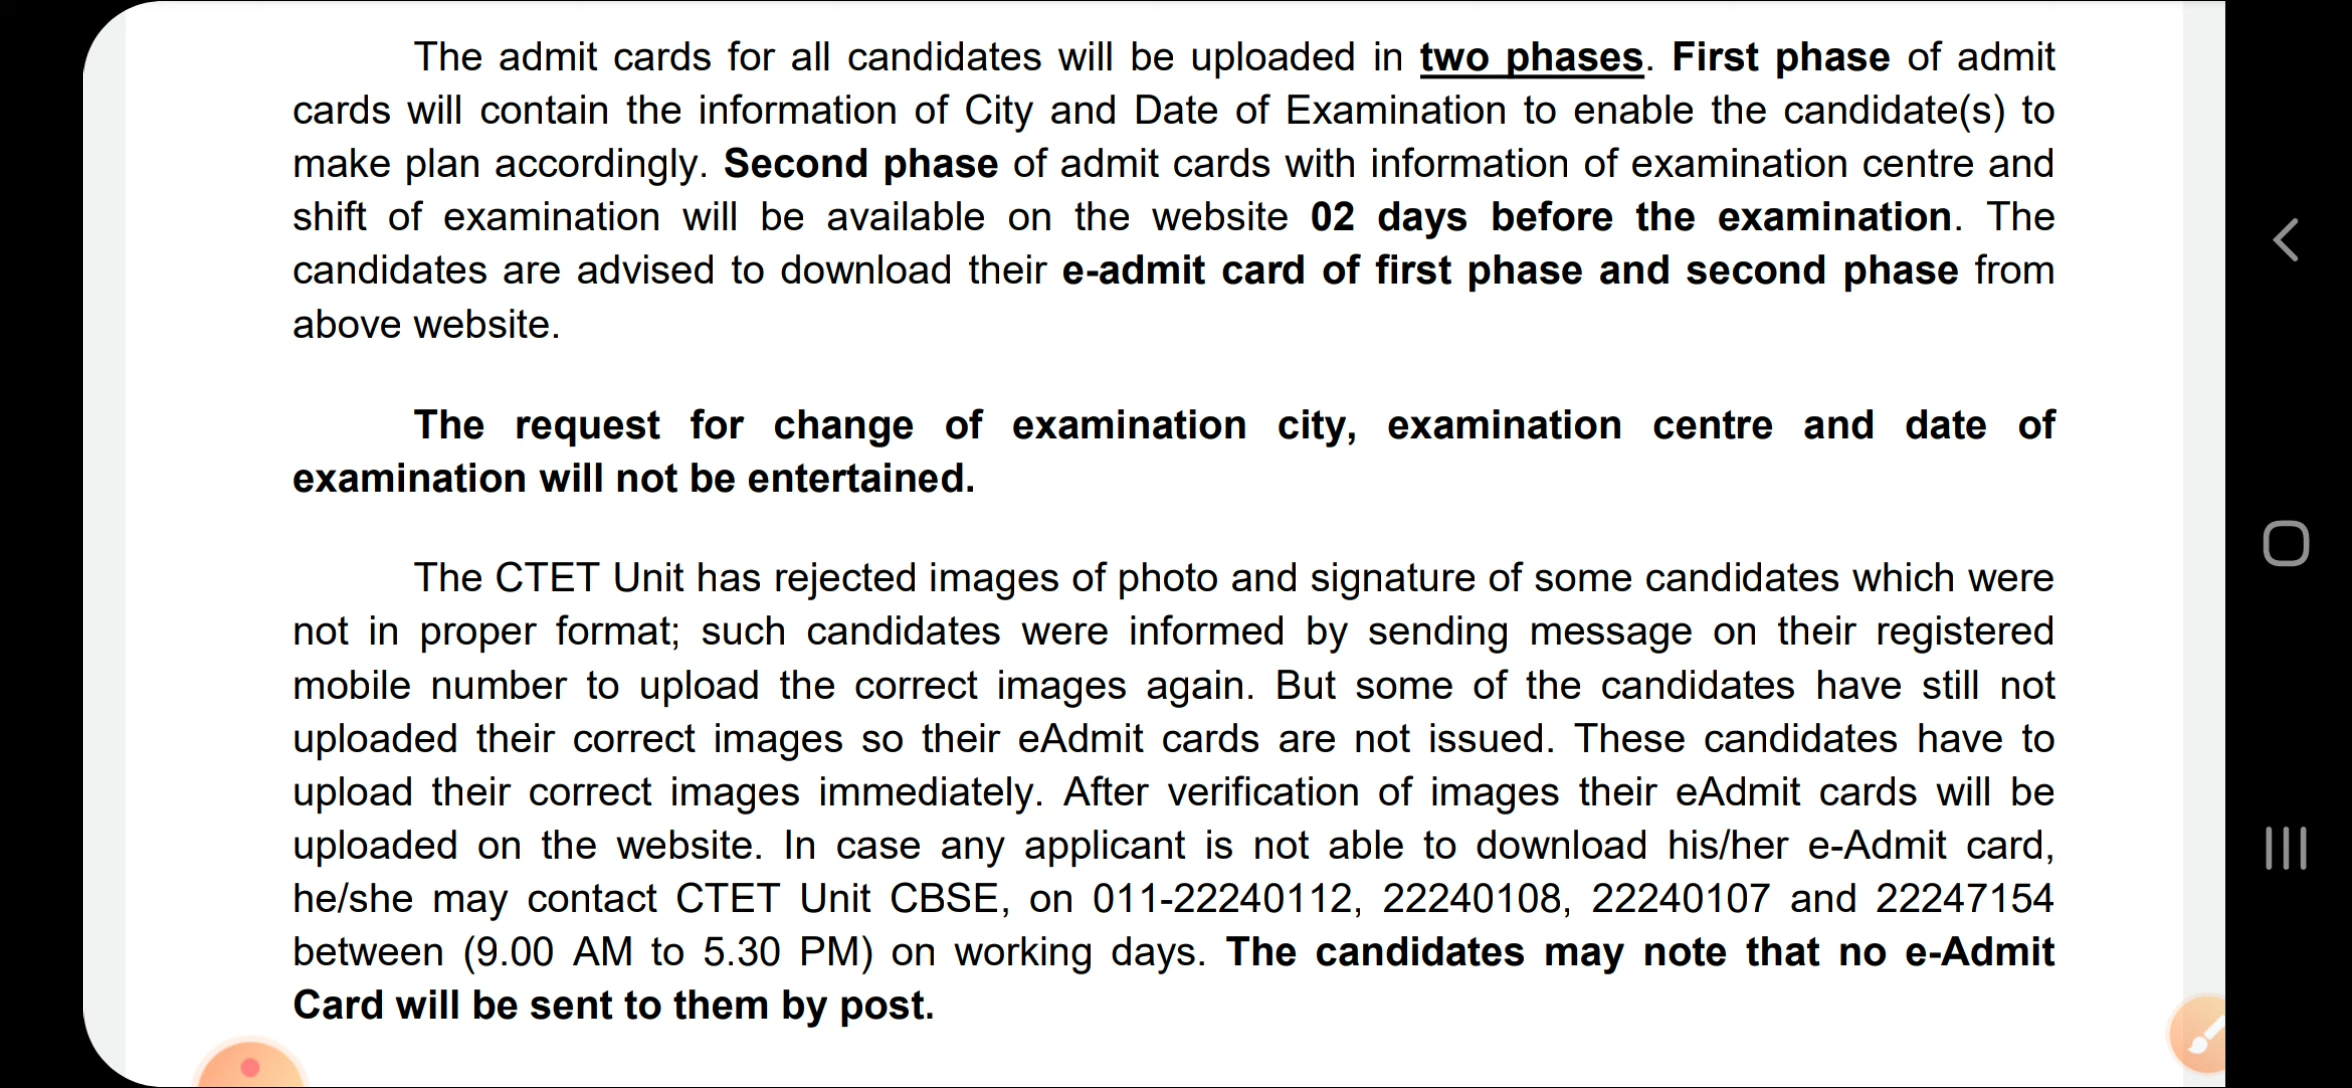 The admit cards for all candidates will be uploaded in two phases. First phase of admit
cards will contain the information of City and Date of Examination to enable the candidate(s) to
make plan accordingly. Second phase of admit cards with information of examination centre and
shift of examination will be available on the website 02 days before the examination. The
candidates are advised to download their e-admit card of first phase and second phase from
above website.
The request for change of examination city, examination centre and date of
examination will not be entertained.
The CTET Unit has rejected images of photo and signature of some candidates which were
not in proper format; such candidates were informed by sending message on their registered
mobile number to upload the correct images again. But some of the candidates have still not
uploaded their correct images so their eAdmit cards are not issued. These candidates have to
upload their correct images immediately. After verification of images their eAdmit cards will be
uploaded on the website. In case any applicant is not able to download his/her e-Admit card,
he/she may contact CTET Unit CBSE, on 011-22240112, 22240108, 22240107 and 22247154
between (9.00 AM to 5.30 PM) on working days. The candidates may note that no e-Admit
Card will be sent to them by post.